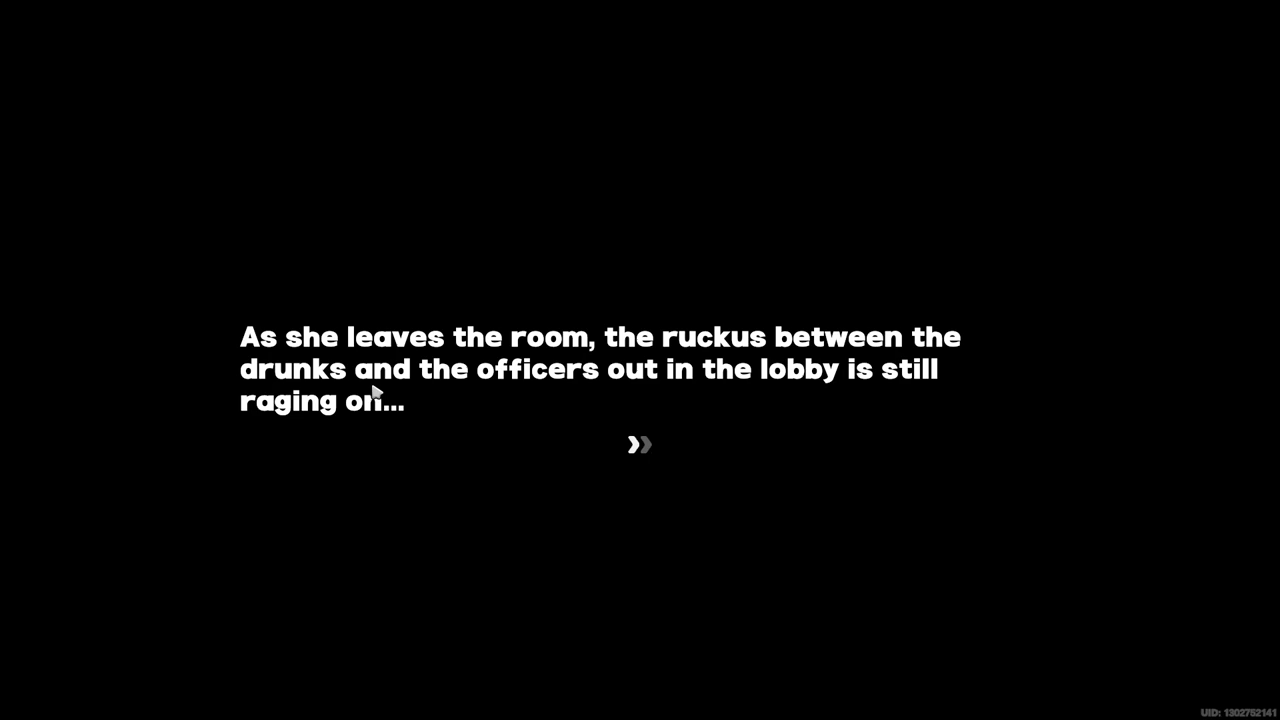 As she leaves the room, the ruckus between the
drunks and the officers out in the lobby is still
raging on...
UID: 1302752141